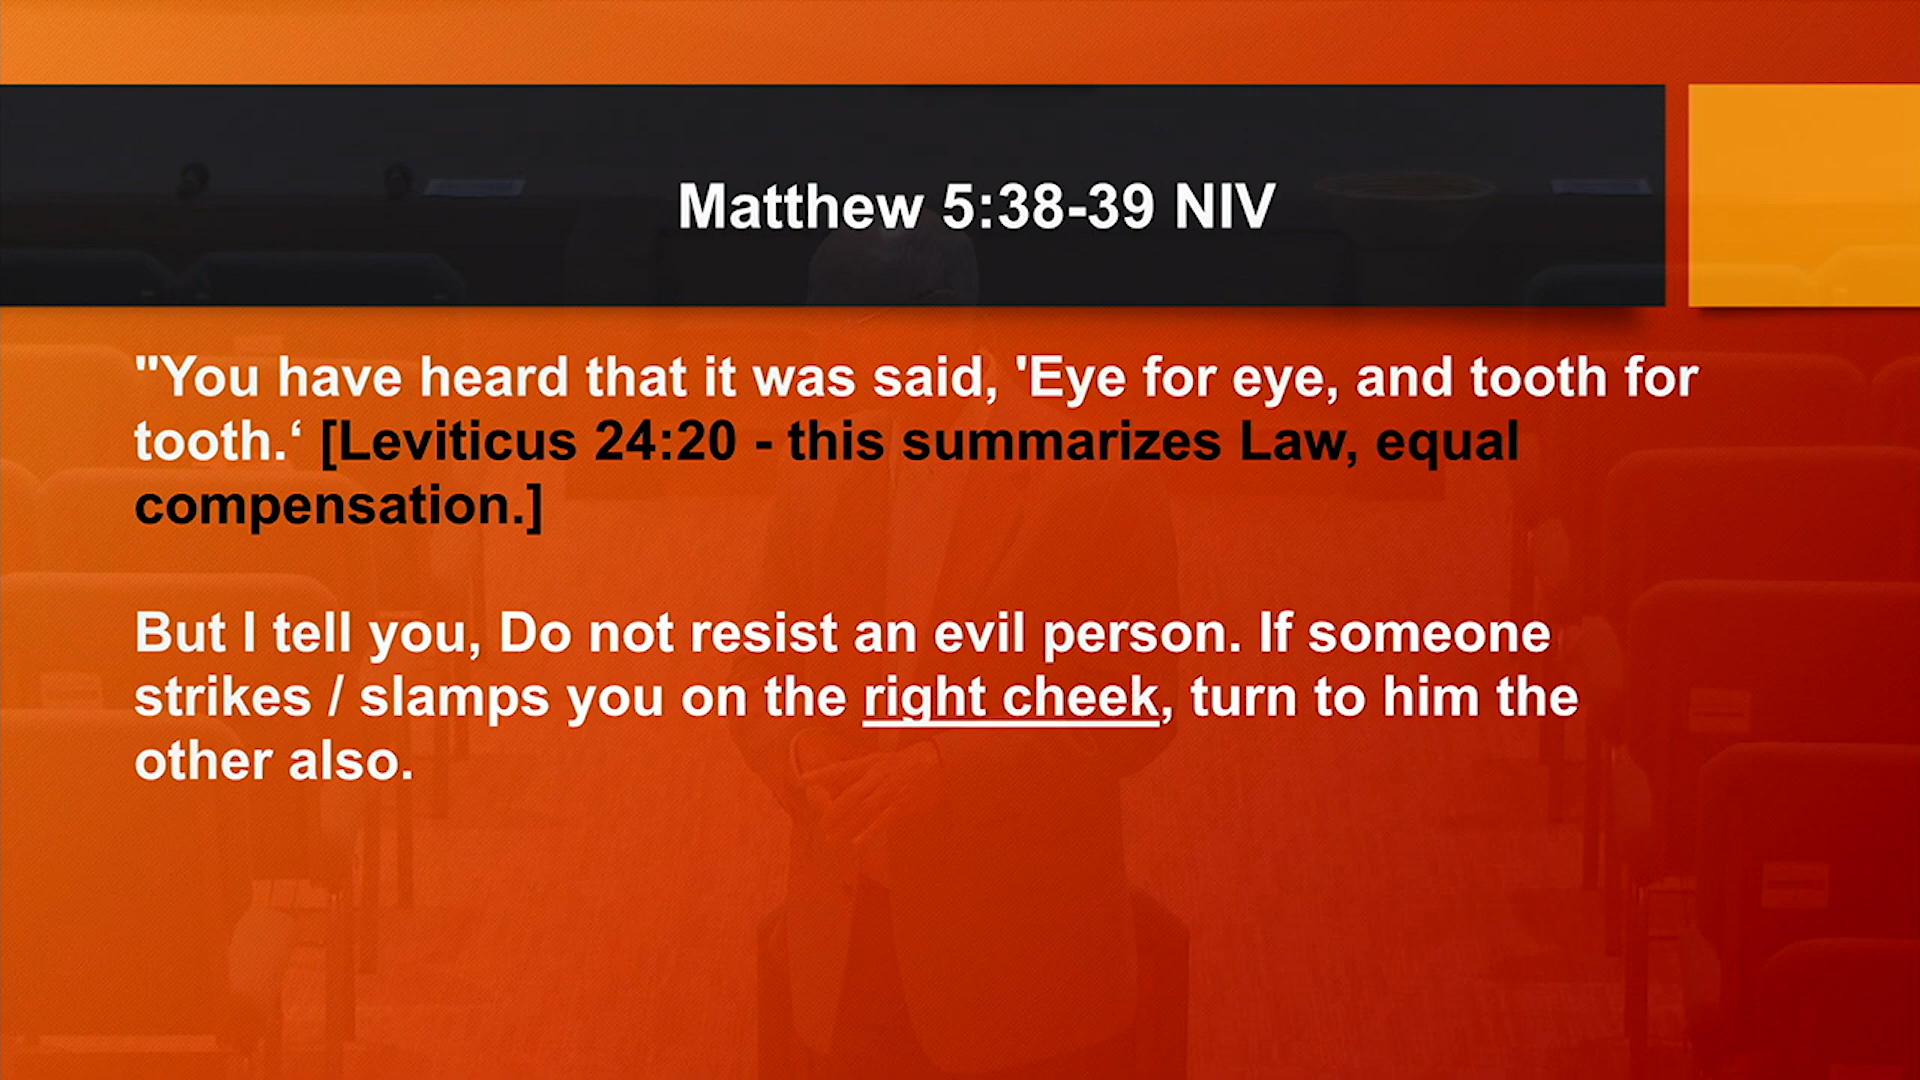 Matthew 5:38-39 NIV
"You have heard that it was said, 'Eye for eye, and tooth for
tooth.‘ [Leviticus 24:20 - this summarizes Law, equal
compensation.]
But I tell you, Do not resist an evil person. If someone
strikes / slamps you on the right cheek, turn to him the
other also.